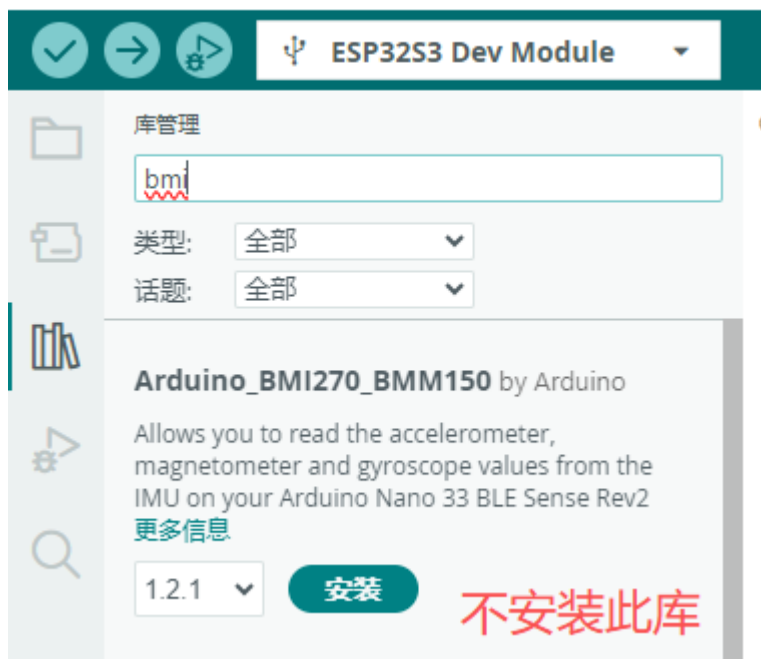 ESP32S3 Dev Module
库管理
bmi
类型: 全部
话题: 全部
Arduino_BMI270_BMM150 by Arduino
Allows you to read the accelerometer,
magnetometer and gyroscope values from the
IMU on your Arduino Nano 33 BLE Sense Rev2
更多信息
1.2.1 安装
不安装此库